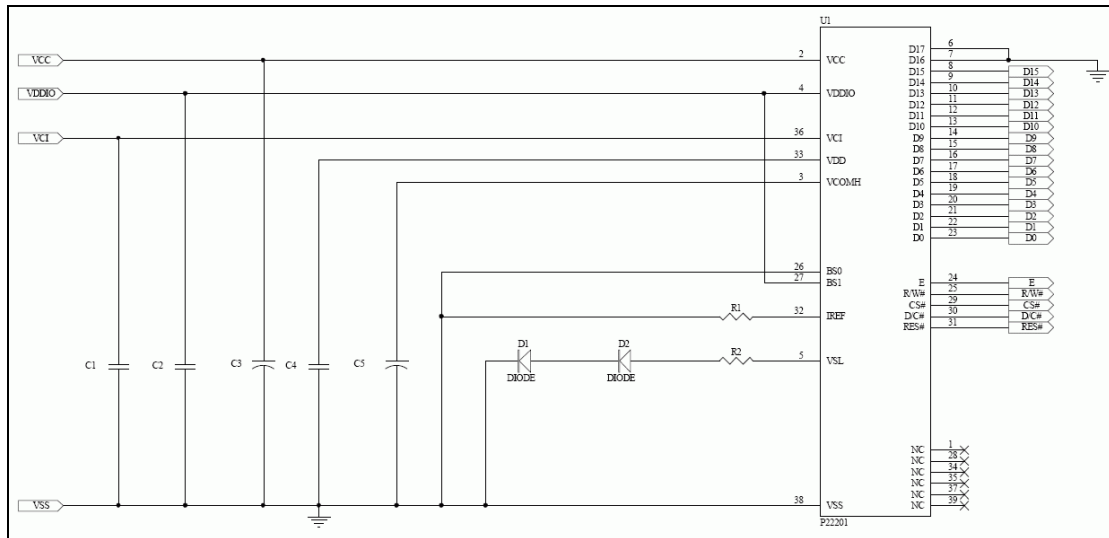 U1
VCC 2 VCC
VDDIO 4 VDDIO
VCI 36 VCI
33 VDD
3 VCOMH
26 BS0
27 BS1
R1 32 IREF
D1 DIODE
D2 DIODE
R2 5 VSL
C1 C2 C3 C4 C5
VSS 38 VSS
D17 6
D16 7
D15 8 D15
D14 9 D14
D13 10 D13
D12 11 D12
D11 12 D11
D10 13 D10
D9 14 D9
D8 15 D8
D7 16 D7
D6 17 D6
D5 18 D5
D4 19 D4
D3 20 D3
D2 21 D2
D1 22 D1
D0 23 D0
E 24 E
R/W# 25 R/W#
CS# 29 CS#
D/C# 30 D/C#
RES# 31 RES#
NC 1
NC 28
NC 34
NC 35
NC 37
NC 39
P22201